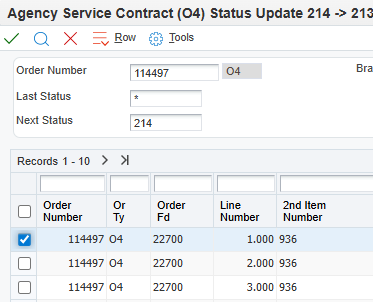 Agency Service Contract (O4) Status Update 214 -> 213
Row Tools
Order Number 114497 O4 Bra
Last Status *
Next Status 214
Records 1 - 10
Order Number Or Ty Order Fd Line Number 2nd Item Number
114497 O4 22700 1.000 936
114497 O4 22700 2.000 936
114497 O4 22700 3.000 936